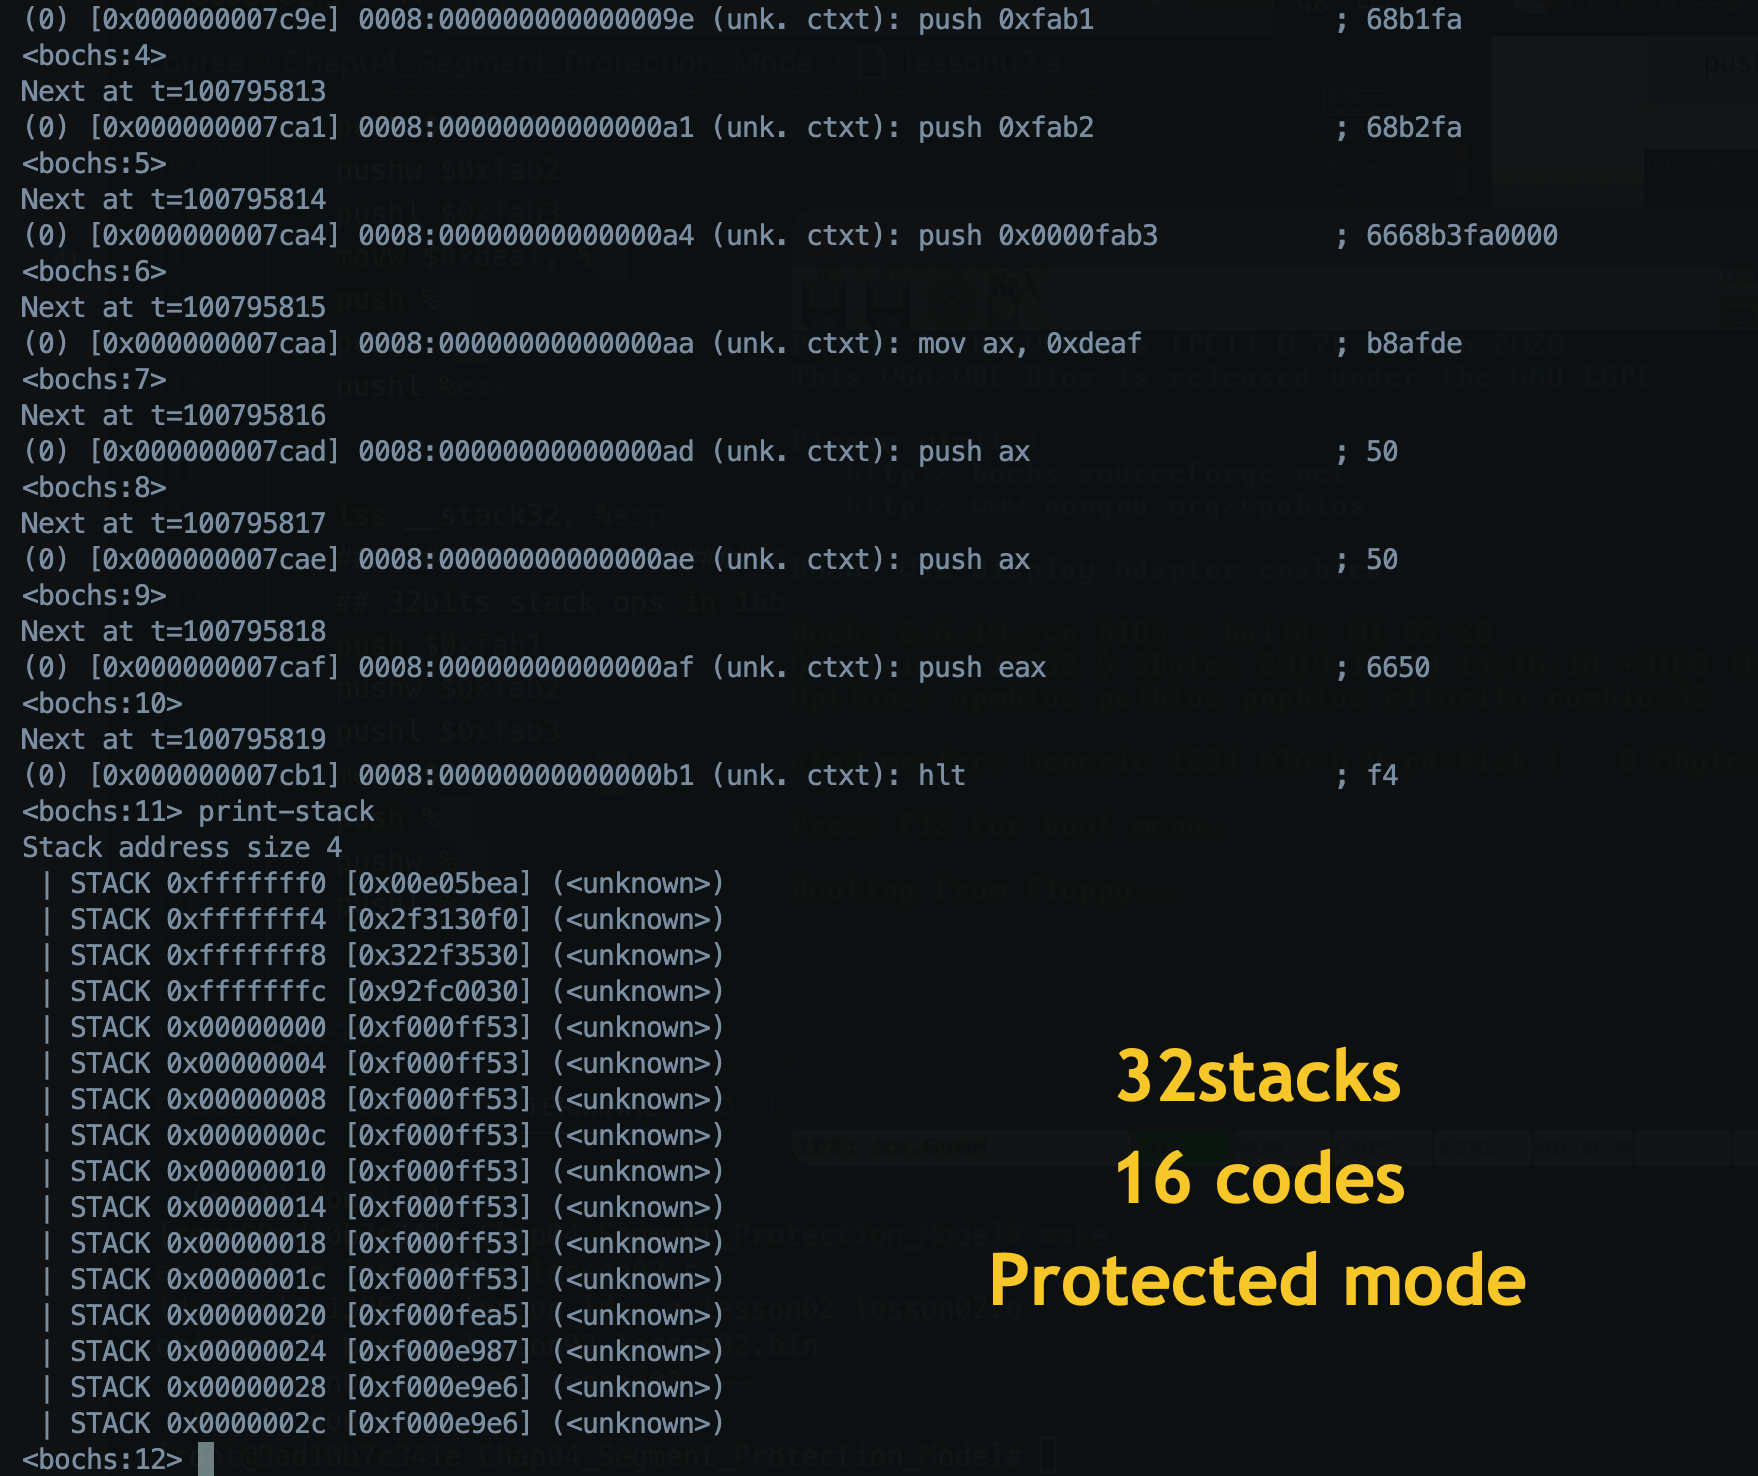 (0) [0x000000007c9e] 0008:000000000000009e (unk. ctxt): push 0xfab1 ; 68b1fa
<bochs:4>
Next at t=100795813
(0) [0x000000007ca1] 0008:00000000000000a1 (unk. ctxt): push 0xfab2 ; 68b2fa
<bochs:5>
Next at t=100795814
(0) [0x000000007ca4] 0008:00000000000000a4 (unk. ctxt): push 0x0000fab3 ; 6668b3fa0000
<bochs:6>
Next at t=100795815
(0) [0x000000007caa] 0008:00000000000000aa (unk. ctxt): mov ax, 0xdeaf ; b8afde
<bochs:7>
Next at t=100795816
(0) [0x000000007cad] 0008:00000000000000ad (unk. ctxt): push ax ; 50
<bochs:8>
Next at t=100795817
(0) [0x000000007cae] 0008:00000000000000ae (unk. ctxt): push ax ; 50
<bochs:9>
Next at t=100795818
(0) [0x000000007caf] 0008:00000000000000af (unk. ctxt): push eax ; 6650
<bochs:10>
Next at t=100795819
(0) [0x000000007cb1] 0008:00000000000000b1 (unk. ctxt): hlt ; f4
<bochs:11> print-stack
Stack address size 4
| STACK 0xfffffff0 [0x00e05bea] (<unknown>)
| STACK 0xfffffff4 [0x2f3130f0] (<unknown>)
| STACK 0xfffffff8 [0x322f3530] (<unknown>)
| STACK 0xfffffffc [0x92fc0030] (<unknown>)
| STACK 0x00000000 [0xf000ff53] (<unknown>)
| STACK 0x00000004 [0xf000ff53] (<unknown>)
| STACK 0x00000008 [0xf000ff53] (<unknown>)
| STACK 0x0000000c [0xf000ff53] (<unknown>)
| STACK 0x00000010 [0xf000ff53] (<unknown>)
| STACK 0x00000014 [0xf000ff53] (<unknown>)
| STACK 0x00000018 [0xf000ff53] (<unknown>)
| STACK 0x0000001c [0xf000ff53] (<unknown>)
| STACK 0x00000020 [0xf000fea5] (<unknown>)
| STACK 0x00000024 [0xf000e987] (<unknown>)
| STACK 0x00000028 [0xf000e9e6] (<unknown>)
| STACK 0x0000002c [0xf000e9e6] (<unknown>)
<bochs:12>
32stacks
16 codes
Protected mode